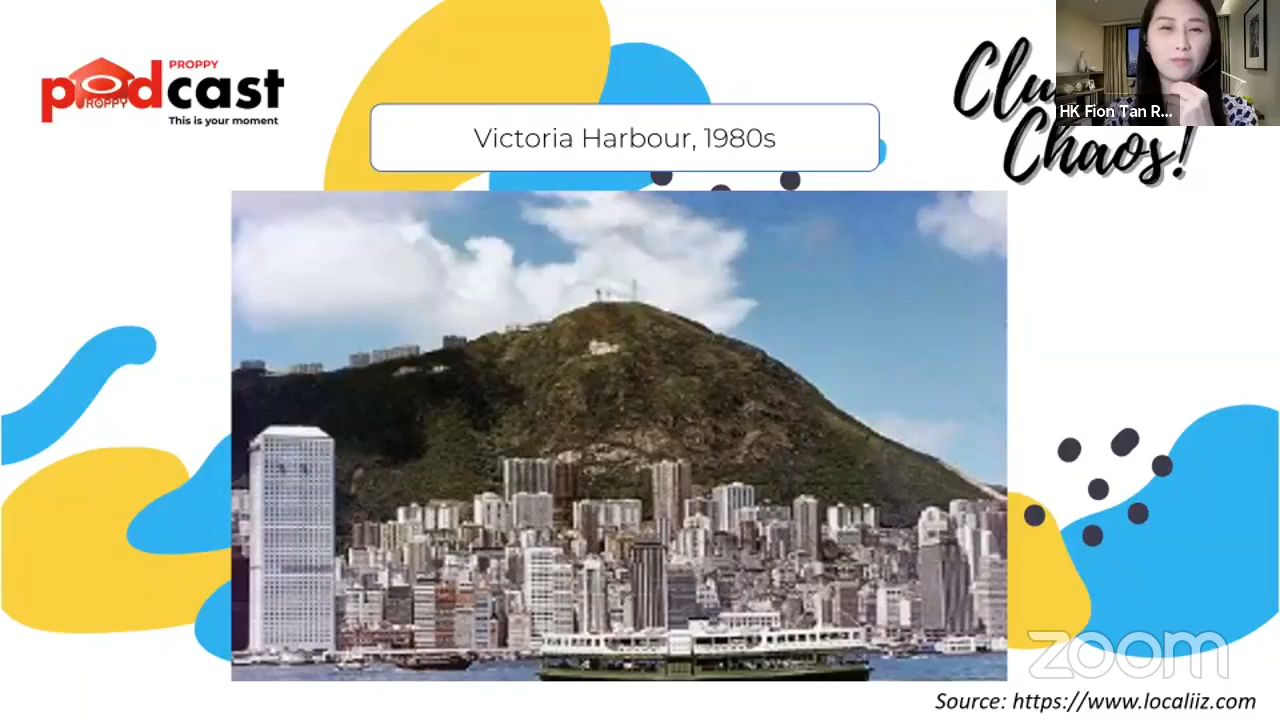 PROPPY
podcast
PROPPY
This is your moment
Victoria Harbour, 1980s
Clu
Chaos!
HK Fion Tan R...
zoom
Source: https://www.localiiz.com